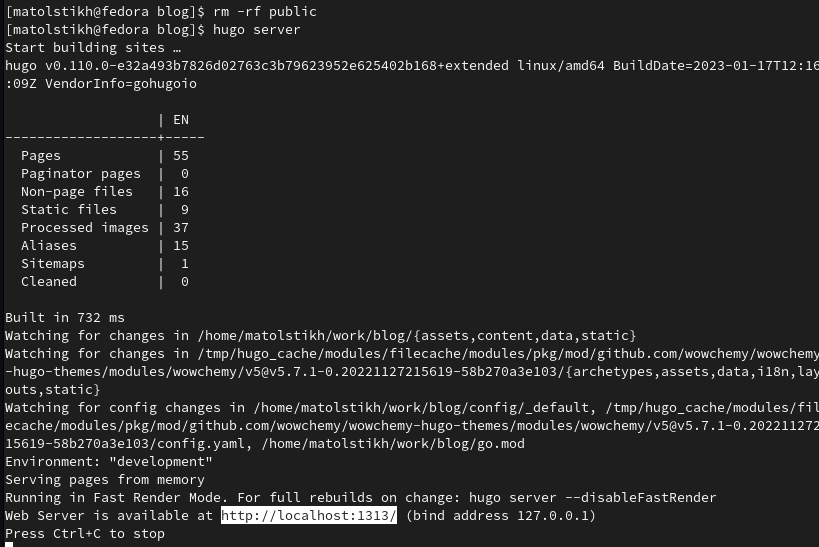 [matolstikh@fedora blog]$ rm -rf public
[matolstikh@fedora blog]$ hugo server
Start building sites …
hugo v0.110.0-e32a493b7826d02763c3b79623952e625402b168+extended linux/amd64 BuildDate=2023-01-17T12:16
:09Z VendorInfo=gohugoio
                   | EN
-------------------+-----
  Pages            | 55
  Paginator pages  |  0
  Non-page files   | 16
  Static files     |  9
  Processed images | 37
  Aliases          | 15
  Sitemaps         |  1
  Cleaned          |  0
Built in 732 ms
Watching for changes in /home/matolstikh/work/blog/{assets,content,data,static}
Watching for changes in /tmp/hugo_cache/modules/filecache/modules/pkg/mod/github.com/wowchemy/wowchemy
-hugo-themes/modules/wowchemy/v5@v5.7.1-0.20221127215619-58b270a3e103/{archetypes,assets,data,i18n,lay
outs,static}
Watching for config changes in /home/matolstikh/work/blog/config/_default, /tmp/hugo_cache/modules/fil
ecache/modules/pkg/mod/github.com/wowchemy/wowchemy-hugo-themes/modules/wowchemy/v5@v5.7.1-0.202211272
15619-58b270a3e103/config.yaml, /home/matolstikh/work/blog/go.mod
Environment: "development"
Serving pages from memory
Running in Fast Render Mode. For full rebuilds on change: hugo server --disableFastRender
Web Server is available at http://localhost:1313/ (bind address 127.0.0.1)
Press Ctrl+C to stop